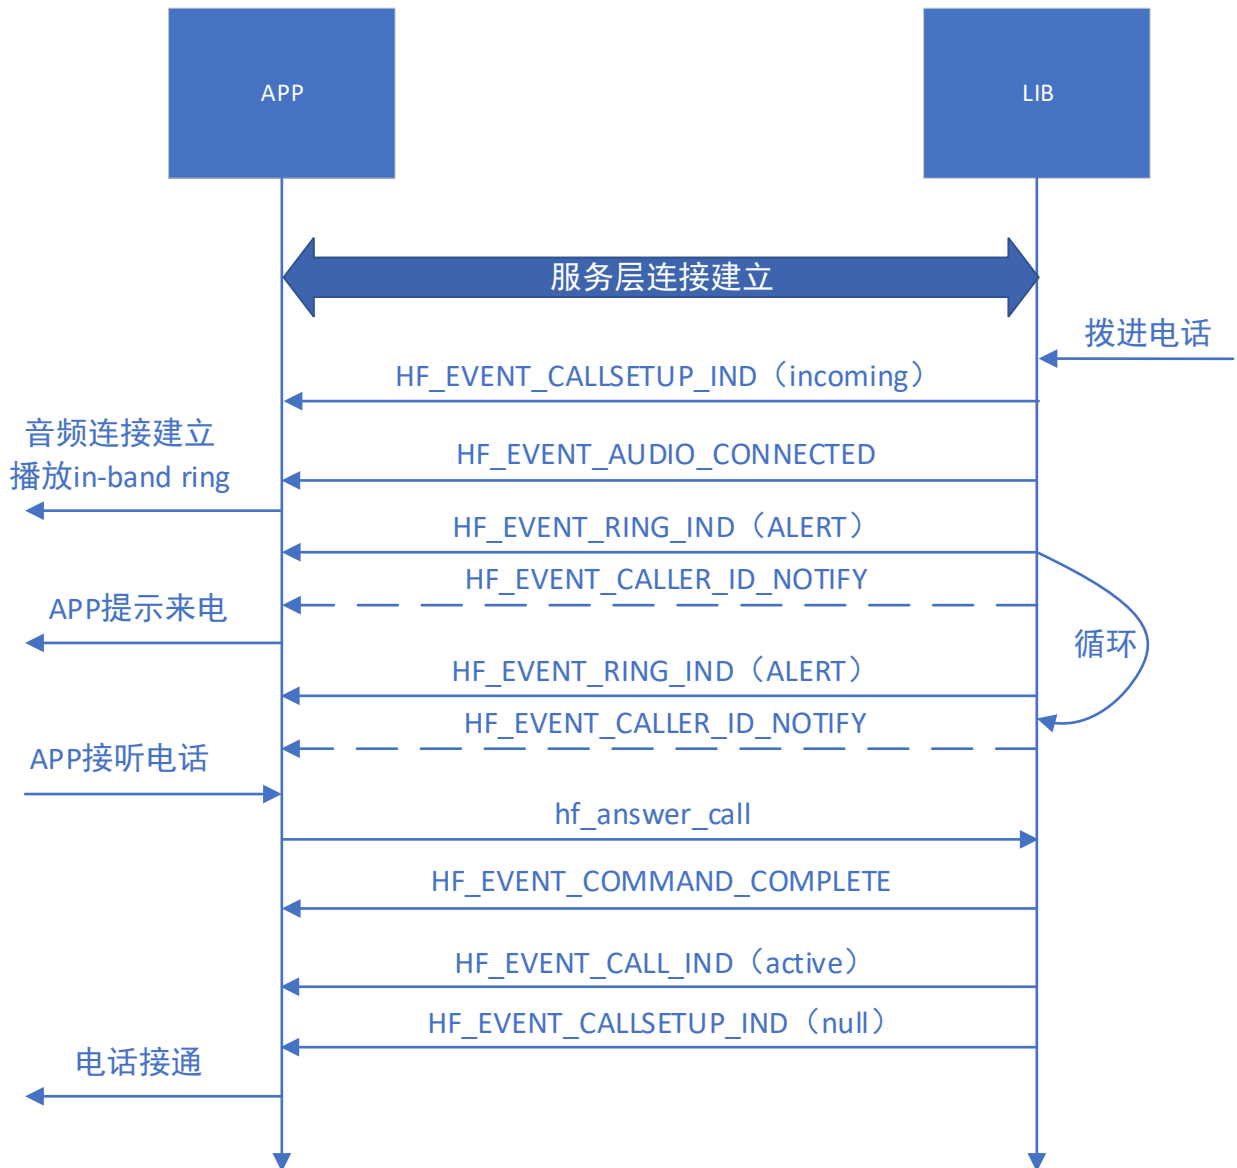 APP
LIB
服务层连接建立
拨进电话
HF_EVENT_CALLSETUP_IND（incoming）
音频连接建立
播放in-band ring
HF_EVENT_AUDIO_CONNECTED
HF_EVENT_RING_IND（ALERT）
HF_EVENT_CALLER_ID_NOTIFY
APP提示来电
循环
HF_EVENT_RING_IND（ALERT）
HF_EVENT_CALLER_ID_NOTIFY
APP接听电话
hf_answer_call
HF_EVENT_COMMAND_COMPLETE
HF_EVENT_CALL_IND（active）
HF_EVENT_CALLSETUP_IND（null）
电话接通